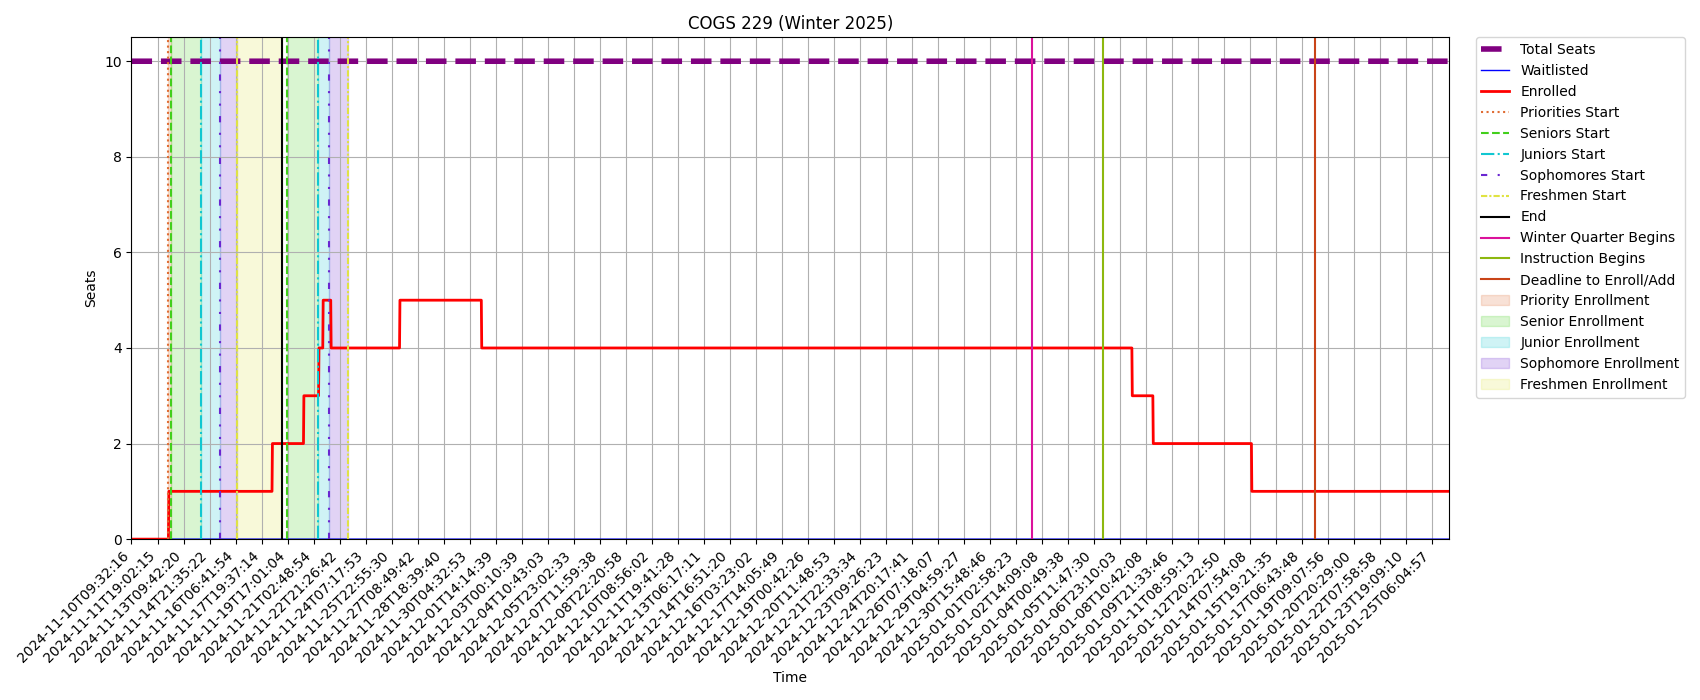 COGS 229 (Winter 2025)
Seats
10
8
6
4
2
0
2024-11-10T09:32:16
2024-11-11T19:02:15
2024-11-13T09:42:20
2024-11-14T21:35:22
2024-11-16T06:41:54
2024-11-17T19:37:14
2024-11-19T17:01:04
2024-11-21T02:48:54
2024-11-22T21:26:42
2024-11-24T07:17:53
2024-11-25T22:55:30
2024-11-28T08:49:42
2024-11-28T18:39:40
2024-11-30T04:32:53
2024-12-01T14:14:39
2024-12-03T00:10:39
2024-12-04T10:43:03
2024-12-05T23:02:33
2024-12-07T11:59:38
2024-12-08T22:20:58
2024-12-10T08:56:02
2024-12-11T19:41:28
2024-12-13T06:17:11
2024-12-14T16:51:20
2024-12-16T03:23:02
2024-12-17T14:05:49
2024-12-19T00:42:26
2024-12-20T11:48:53
2024-12-21T22:33:34
2024-12-23T09:26:23
2024-12-24T20:17:41
2024-12-26T07:18:07
2024-12-29T04:59:27
2024-12-30T15:48:46
2025-01-01T02:58:23
2025-01-02T14:09:08
2025-01-04T00:49:38
2025-01-05T11:47:30
2025-01-06T23:10:03
2025-01-08T10:42:08
2025-01-09T21:33:46
2025-01-11T08:59:13
2025-01-12T20:22:50
2025-01-14T07:54:08
2025-01-15T19:21:35
2025-01-17T06:43:48
2025-01-19T09:07:56
2025-01-20T20:29:00
2025-01-22T07:58:58
2025-01-23T19:09:10
2025-01-25T06:04:57
Time
Total Seats
Waitlisted
Enrolled
Priorities Start
Seniors Start
Juniors Start
Sophomores Start
Freshmen Start
End
Winter Quarter Begins
Instruction Begins
Deadline to Enroll/Add
Priority Enrollment
Senior Enrollment
Junior Enrollment
Sophomore Enrollment
Freshmen Enrollment